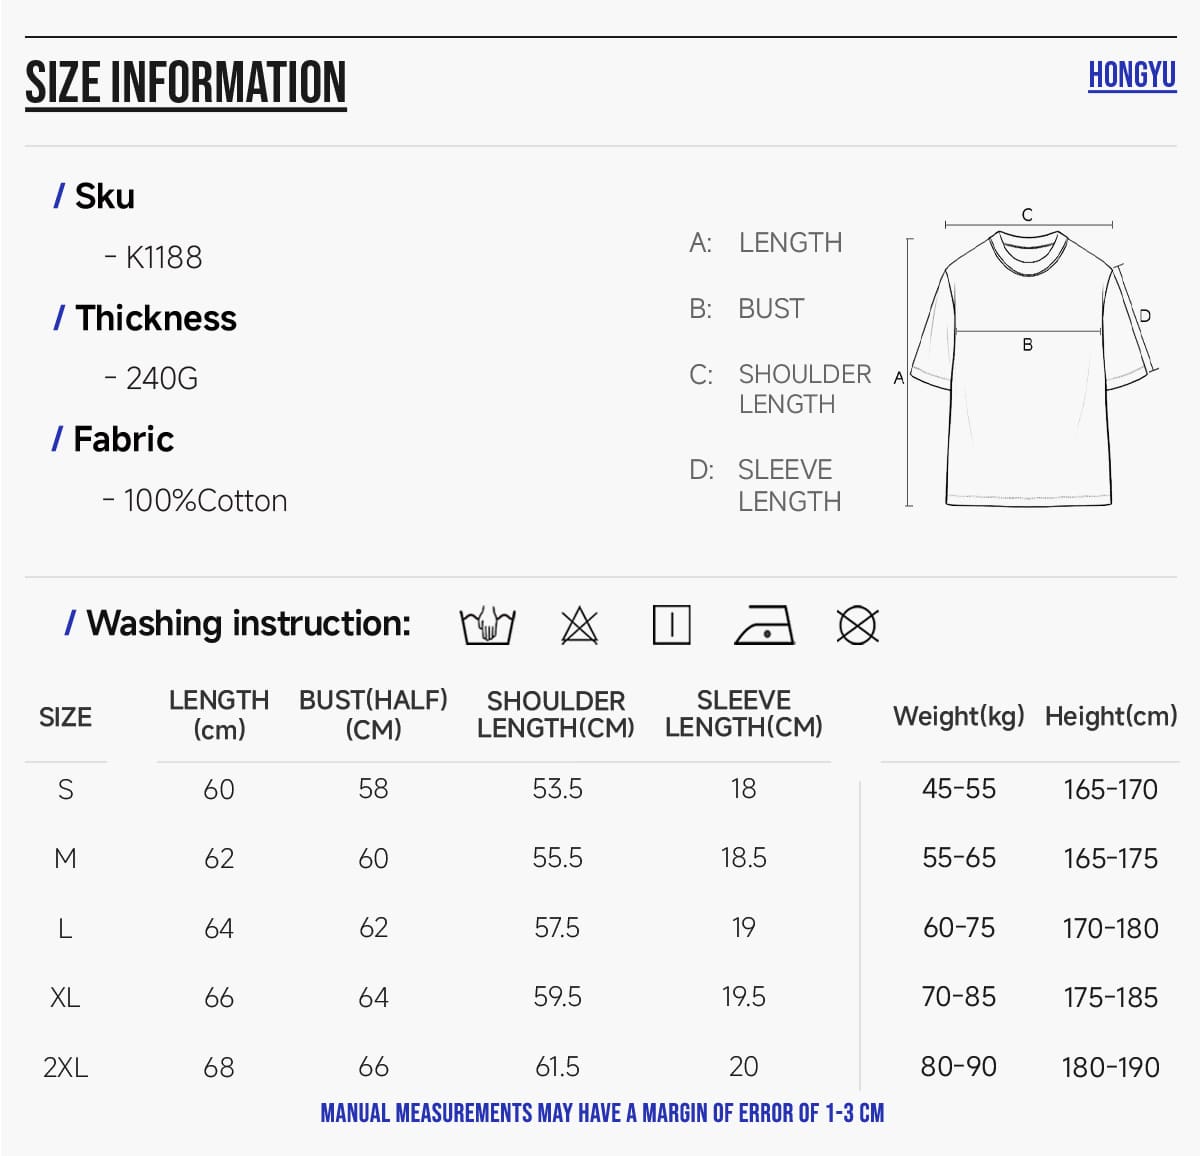 SIZE INFORMATION
HONGYU
/ Sku
- K1188
/ Thickness
- 240G
/ Fabric
- 100%Cotton
A: LENGTH
B: BUST
C: SHOULDER
LENGTH
D: SLEEVE
LENGTH
C
D
B
A
/ Washing instruction:
SIZE LENGTH (cm) BUST(HALF) (CM) SHOULDER LENGTH(CM) SLEEVE LENGTH(CM) Weight(kg) Height(cm)
S 60 58 53.5 18 45-55 165-170
M 62 60 55.5 18.5 55-65 165-175
L 64 62 57.5 19 60-75 170-180
XL 66 64 59.5 19.5 70-85 175-185
2XL 68 66 61.5 20 80-90 180-190
MANUAL MEASUREMENTS MAY HAVE A MARGIN OF ERROR OF 1-3 CM